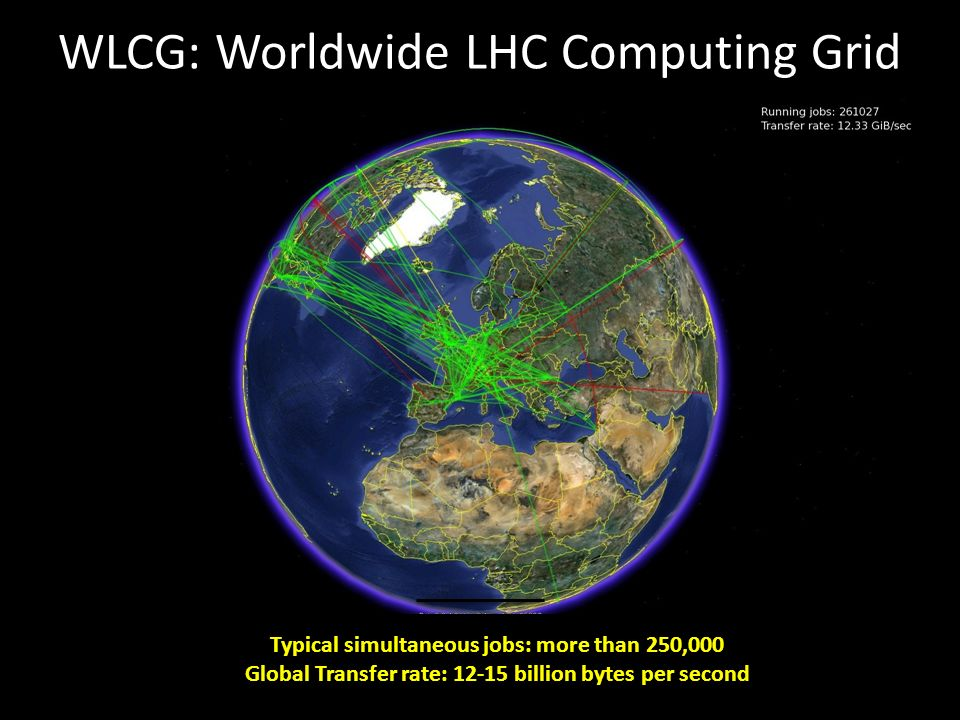 WLCG: Worldwide LHC Computing Grid
Running jobs: 261027
Transfer rate: 12.33 GiB/sec
Typical simultaneous jobs: more than 250,000
Global Transfer rate: 12-15 billion bytes per second